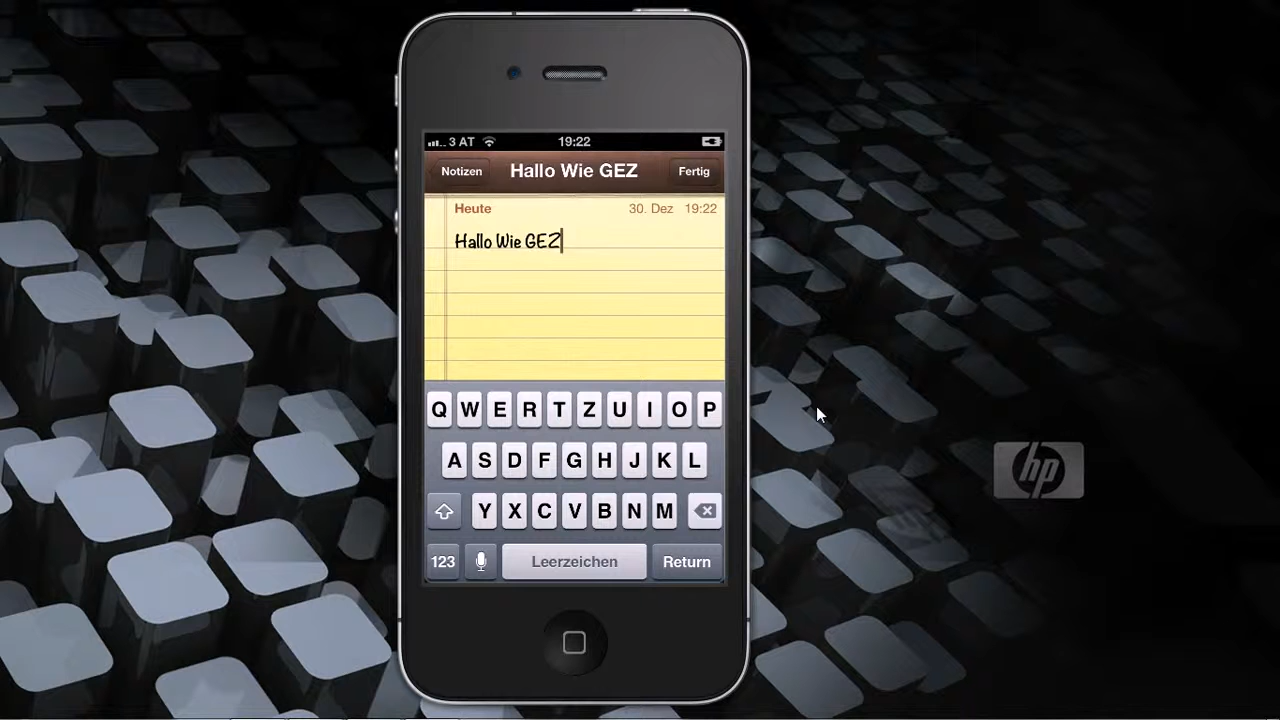 3 AT 19:22
Notizen Hallo Wie GEZ Fertig
Heute 30. Dez 19:22
Hallo Wie GEZ
Q W E R T Z U I O P
A S D F G H J K L
Y X C V B N M
123 Leerzeichen Return
hp